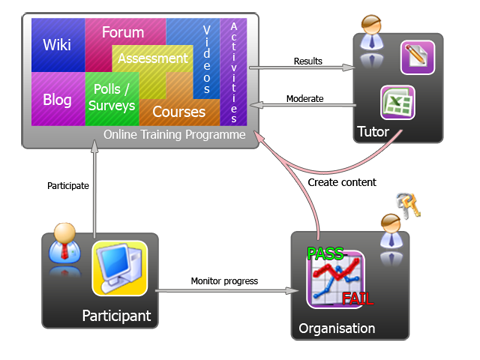 Wiki
Forum
Videos
Activities
Assessment
Blog
Polls /
Surveys
Courses
Online Training Programme
Results
Moderate
Tutor
Create content
Participate
Participant
Monitor progress
PASS
FAIL
Organisation